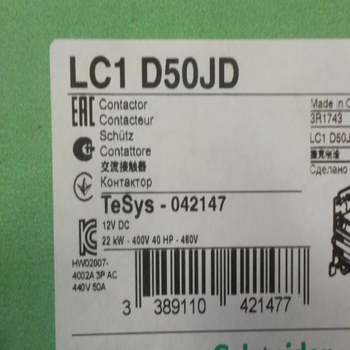 LC1 D50JD
EAC
Contactor
Contacteur
Schütz
Contattore
交流接触器
Контактор
Made in C
3R1743
LC1 D50J
Сделано
TeSys - 042147
12V DC
22 kW - 400V 40 HP - 460V
HW02007-
4002A 3P AC
440V 50A
3 389110 421477